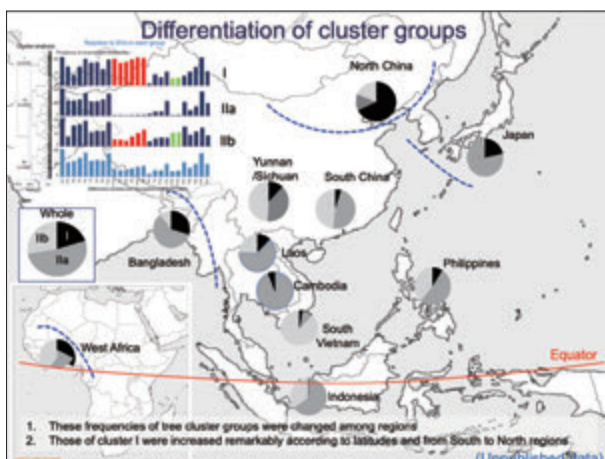 Differentiation of cluster groups
Cluster analysis
I
IIa
IIb
North China
Japan
Yunnan
/Sichuan
South China
Whole
IIb
I
IIa
Bangladesh
Laos
Cambodia
Philippines
South
Vietnam
West Africa
Equator
Indonesia
1. These frequencies of tree cluster groups were changed among regions
2. Those of cluster I were increased remarkably according to latitudes and from South to North regions
(Unpublished data)